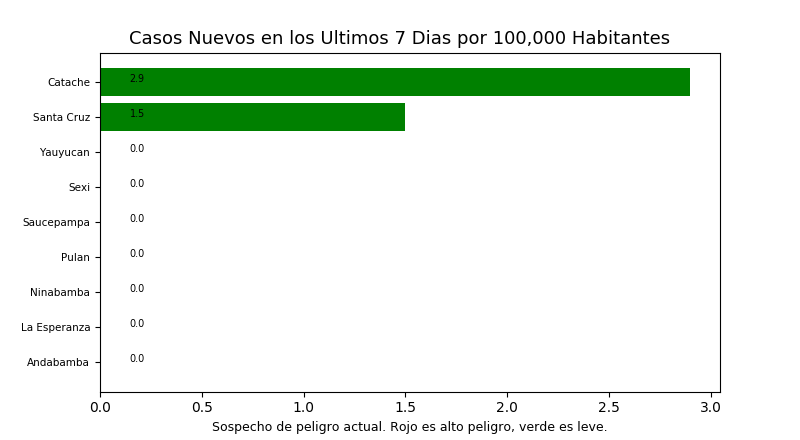 Casos Nuevos en los Ultimos 7 Dias por 100,000 Habitantes
Catache 2.9
Santa Cruz 1.5
Yauyucan 0.0
Sexi 0.0
Saucepampa 0.0
Pulan 0.0
Ninabamba 0.0
La Esperanza 0.0
Andabamba 0.0
0.0 0.5 1.0 1.5 2.0 2.5 3.0
Sospecho de peligro actual. Rojo es alto peligro, verde es leve.